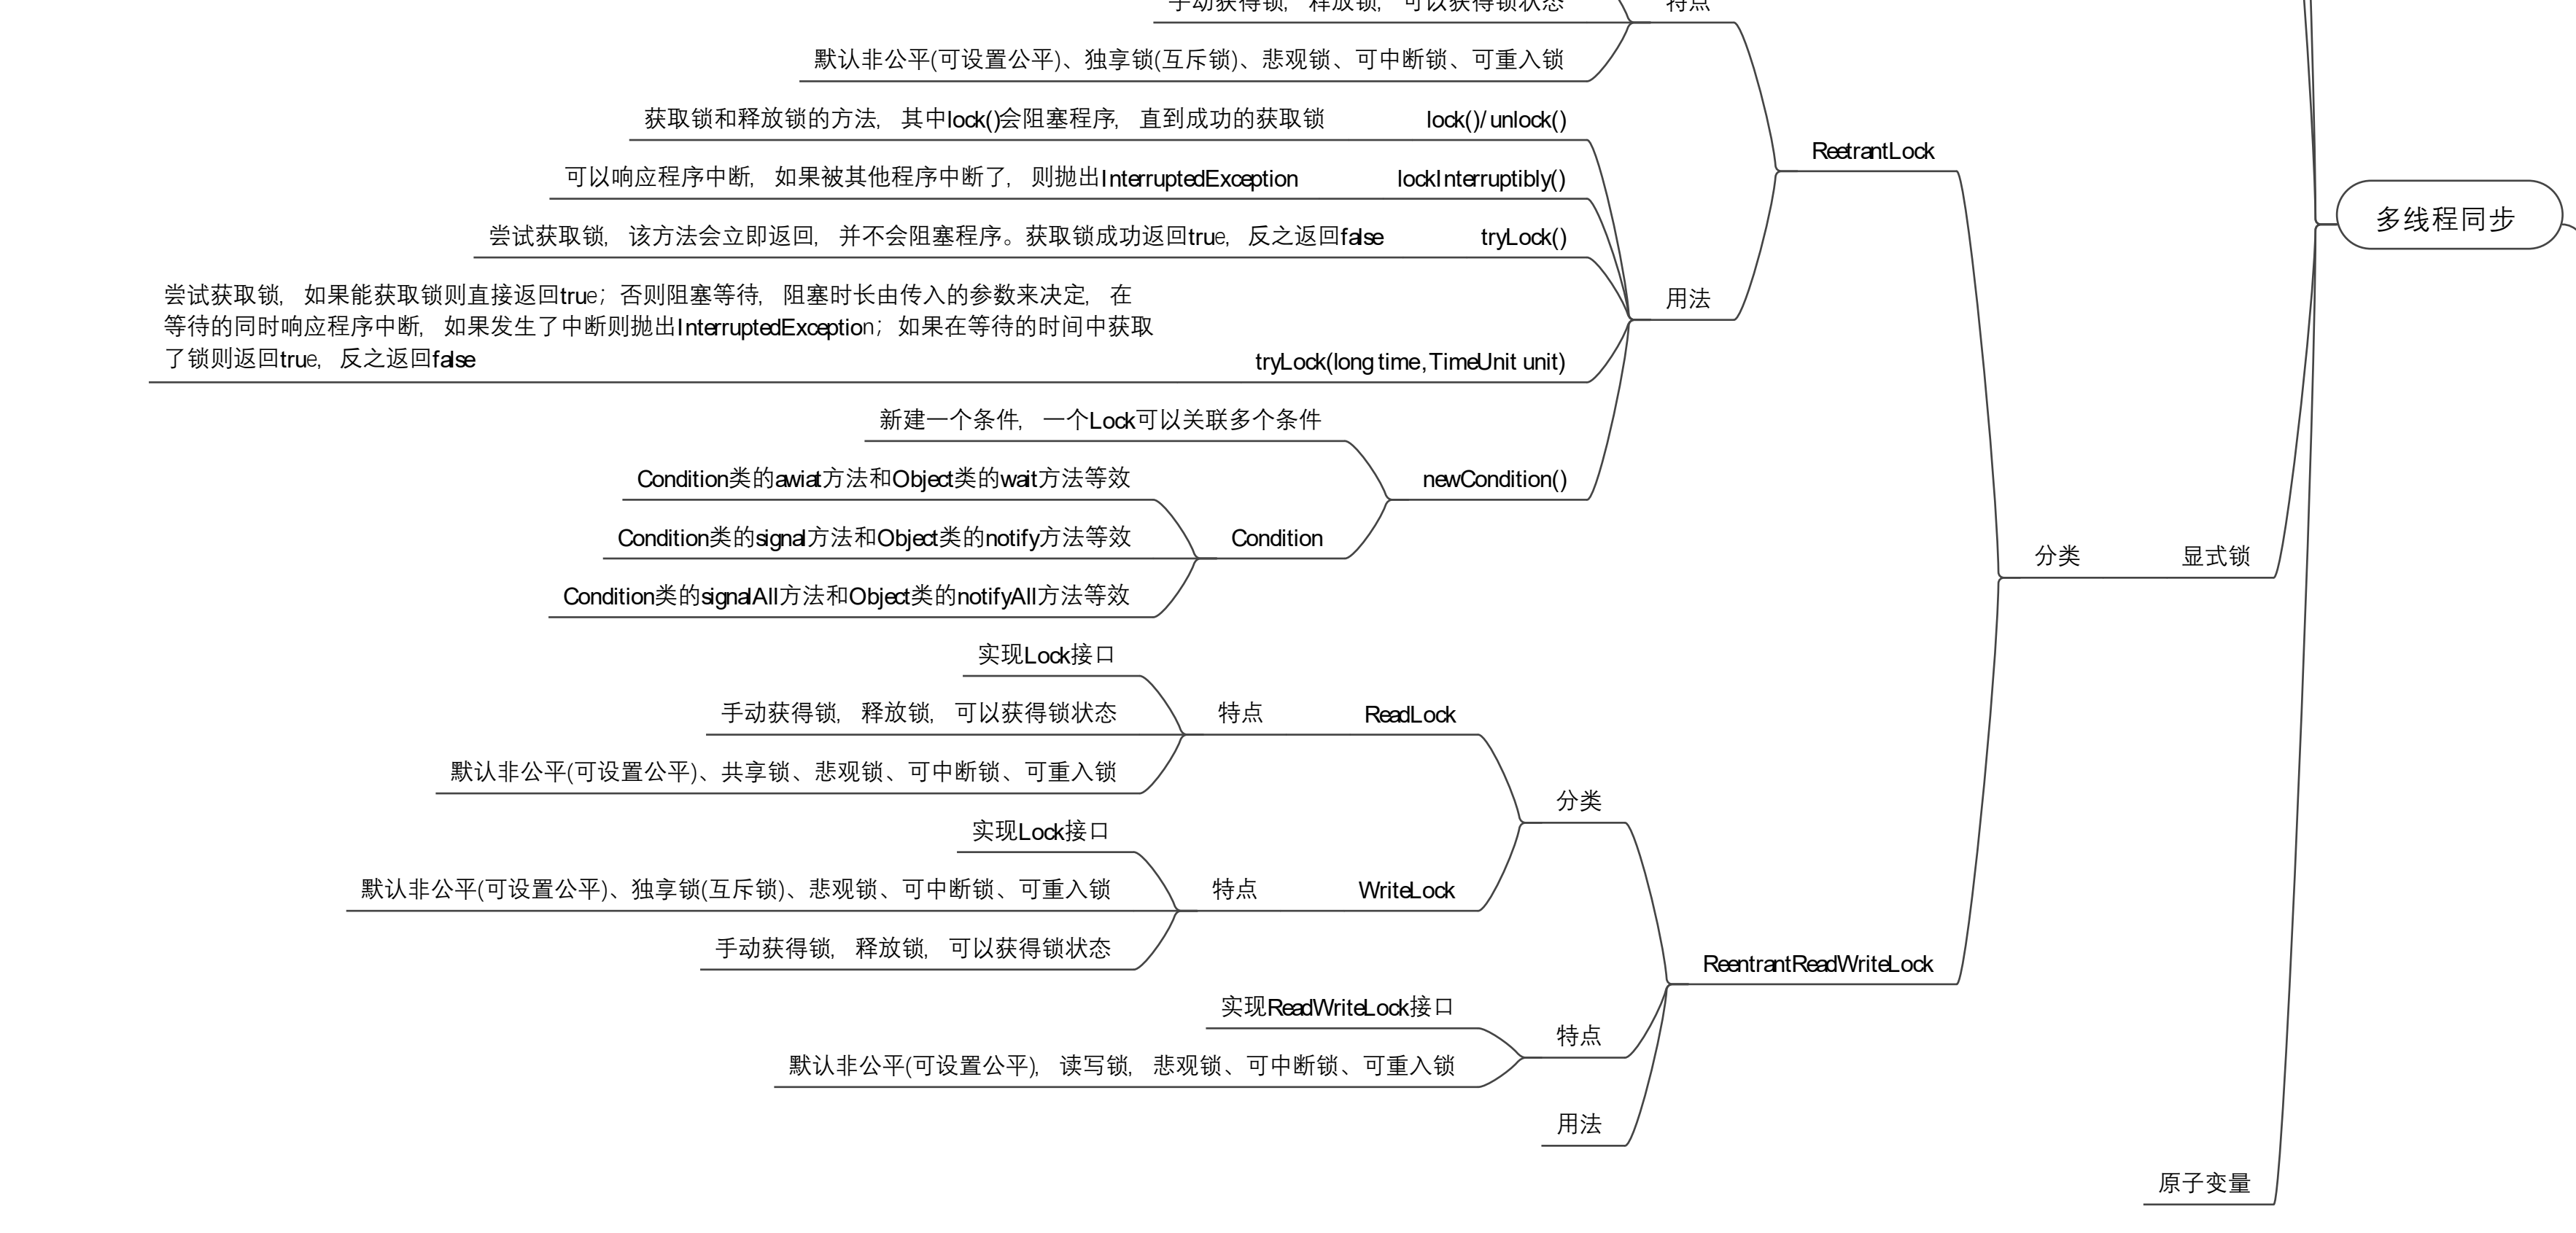 手动获得锁，释放锁，可以获得锁状态
特点
默认非公平(可设置公平)、独享锁(互斥锁)、悲观锁、可中断锁、可重入锁
获取锁和释放锁的方法，其中lock()会阻塞程序，直到成功的获取锁
lock()/unlock()
ReetrantLock
可以响应程序中断，如果被其他程序中断了，则抛出InterruptedException
lockInterruptibly()
多线程同步
尝试获取锁，该方法会立即返回，并不会阻塞程序。获取锁成功返回true，反之返回false
tryLock()
用法
尝试获取锁，如果能获取锁则直接返回true；否则阻塞等待，阻塞时长由传入的参数来决定，在
等待的同时响应程序中断，如果发生了中断则抛出InterruptedException；如果在等待的时间中获取
了锁则返回true，反之返回false
tryLock(long time,TimeUnit unit)
新建一个条件，一个Lock可以关联多个条件
newCondition()
Condition类的awiat方法和Object类的wait方法等效
Condition类的signal方法和Object类的notify方法等效
Condition
Condition类的signalAll方法和Object类的notifyAll方法等效
分类
显式锁
实现Lock接口
手动获得锁，释放锁，可以获得锁状态
特点
ReadLock
默认非公平(可设置公平)、共享锁、悲观锁、可中断锁、可重入锁
分类
实现Lock接口
默认非公平(可设置公平)、独享锁(互斥锁)、悲观锁、可中断锁、可重入锁
特点
WriteLock
手动获得锁，释放锁，可以获得锁状态
ReentrantReadWriteLock
实现ReadWriteLock接口
特点
默认非公平(可设置公平)，读写锁，悲观锁、可中断锁、可重入锁
用法
原子变量